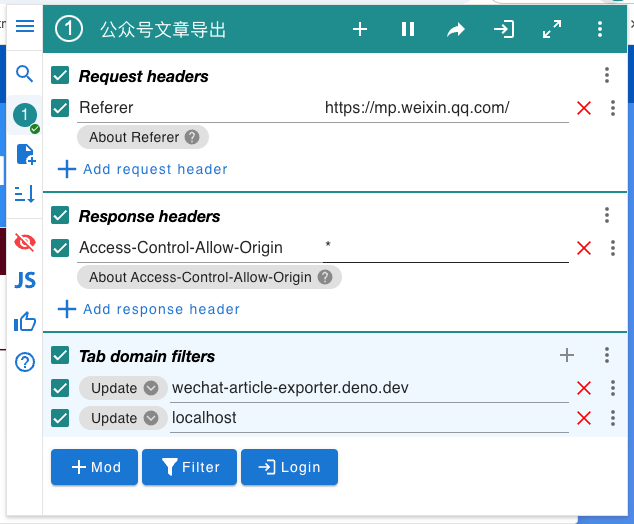 1 公众号文章导出
Request headers
1
Referer https://mp.weixin.qq.com/
About Referer ?
Add request header
Response headers
Access-Control-Allow-Origin *
JS
About Access-Control-Allow-Origin ?
Add response header
Tab domain filters
Update wechat-article-exporter.deno.dev
Update localhost
Mod Filter Login